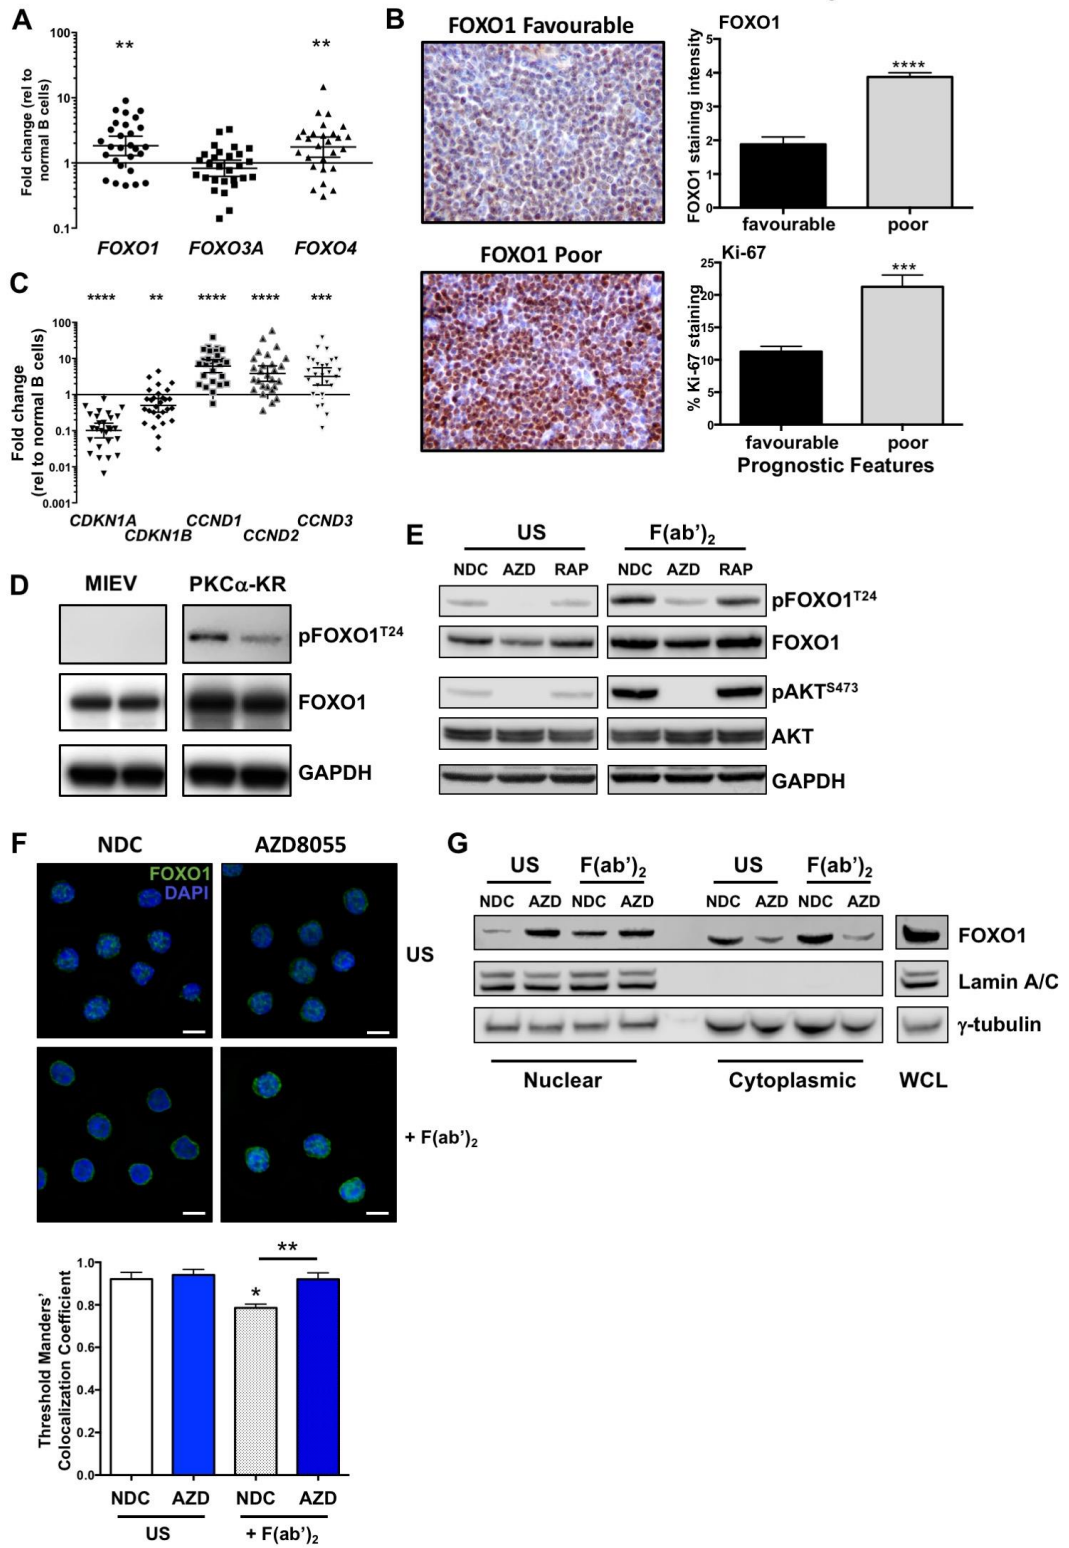 A
Fold change (rel to
normal B cells)
100
10
1
0.1
**
**
FOXO1
FOXO3A
FOXO4
B
FOXO1 Favourable
FOXO1 Poor
FOXO1
FOXO1 staining intensity
5
4
3
2
1
0
****
favourable
poor
Ki-67
% Ki-67 staining
25
20
15
10
5
0
***
favourable
poor
Prognostic Features
C
Fold change
(rel to normal B cells)
****
**
****
****
***
100
10
1
0.1
0.01
0.001
CDKN1A
CDKN1B
CCND1
CCND2
CCND3
D
MIEV
PKCα-KR
pFOXO1T24
FOXO1
GAPDH
E
US
F(ab’)2
NDC AZD RAP NDC AZD RAP
pFOXO1T24
FOXO1
pAKTS473
AKT
GAPDH
F
NDC
AZD8055
FOXO1
DAPI
US
+ F(ab’)2
Threshold Manders’
Colocalization Coefficient
1.0
0.8
0.6
0.4
0.2
0.0
*
**
NDC AZD NDC AZD
US
+ F(ab’)2
G
US F(ab’)2 US F(ab’)2
NDC AZD NDC AZD NDC AZD NDC AZD
FOXO1
Lamin A/C
γ-tubulin
Nuclear
Cytoplasmic
WCL